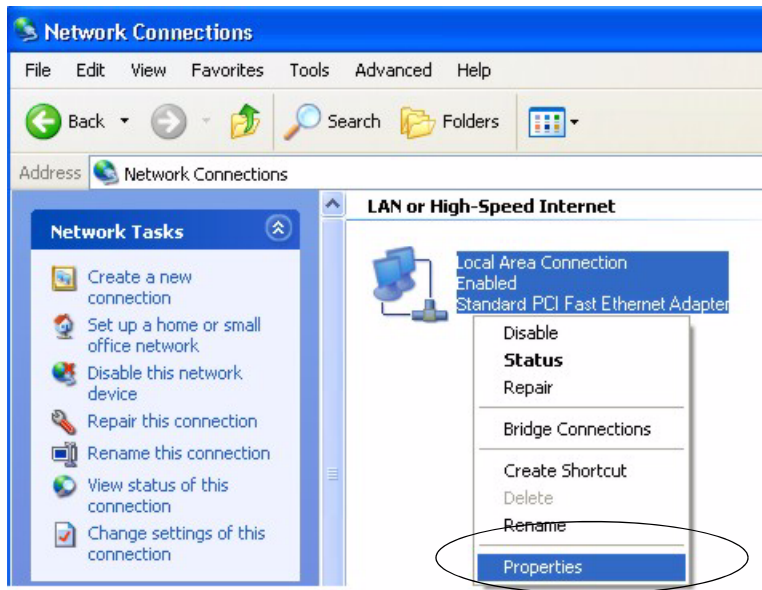 Network Connections
File Edit View Favorites Tools Advanced Help
Back Search Folders
Address Network Connections
Network Tasks
Create a new
connection
Set up a home or small
office network
Disable this network
device
Repair this connection
Rename this connection
View status of this
connection
Change settings of this
connection
LAN or High-Speed Internet
Local Area Connection
Enabled
Standard PCI Fast Ethernet Adapter
Disable
Status
Repair
Bridge Connections
Create Shortcut
Delete
Rename
Properties